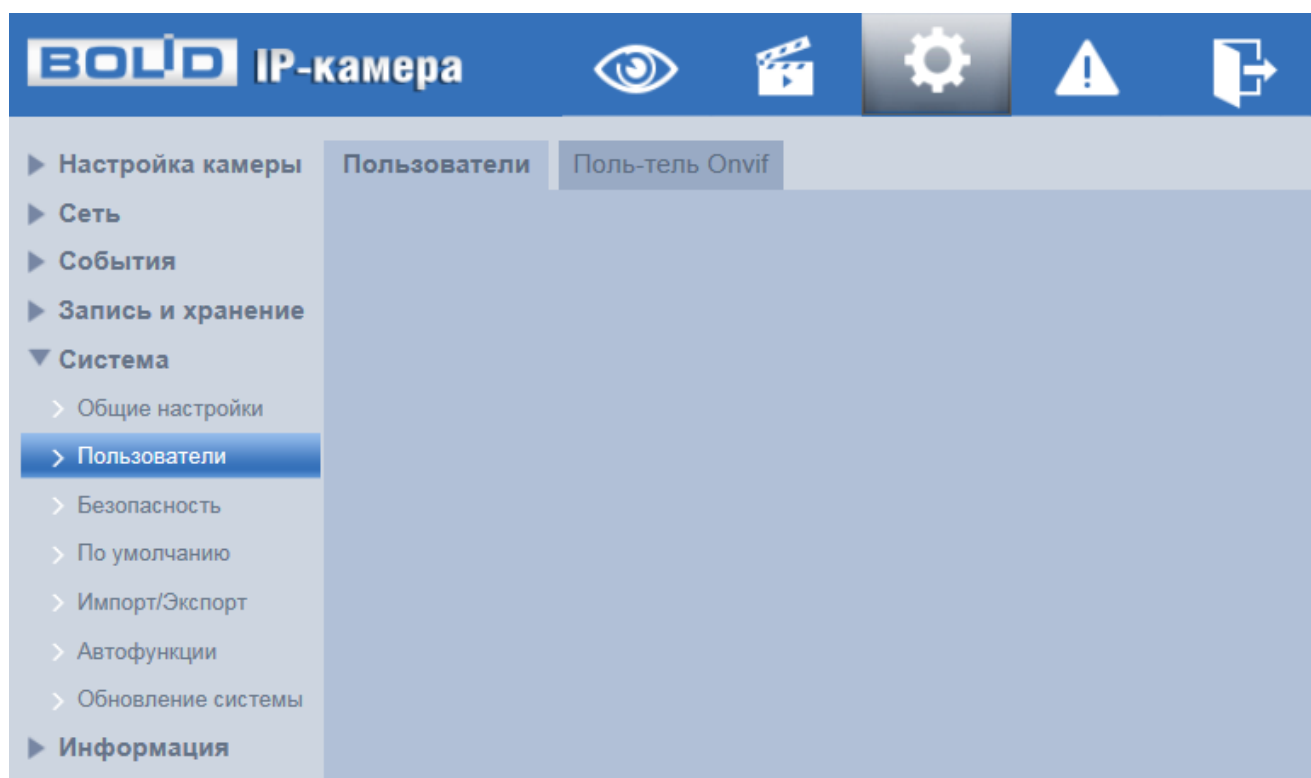 BOLID IP-камера
Настройка камеры
Пользователи
Поль-тель Onvif
Сеть
События
Запись и хранение
Система
Общие настройки
Пользователи
Безопасность
По умолчанию
Импорт/Экспорт
Автофункции
Обновление системы
Информация